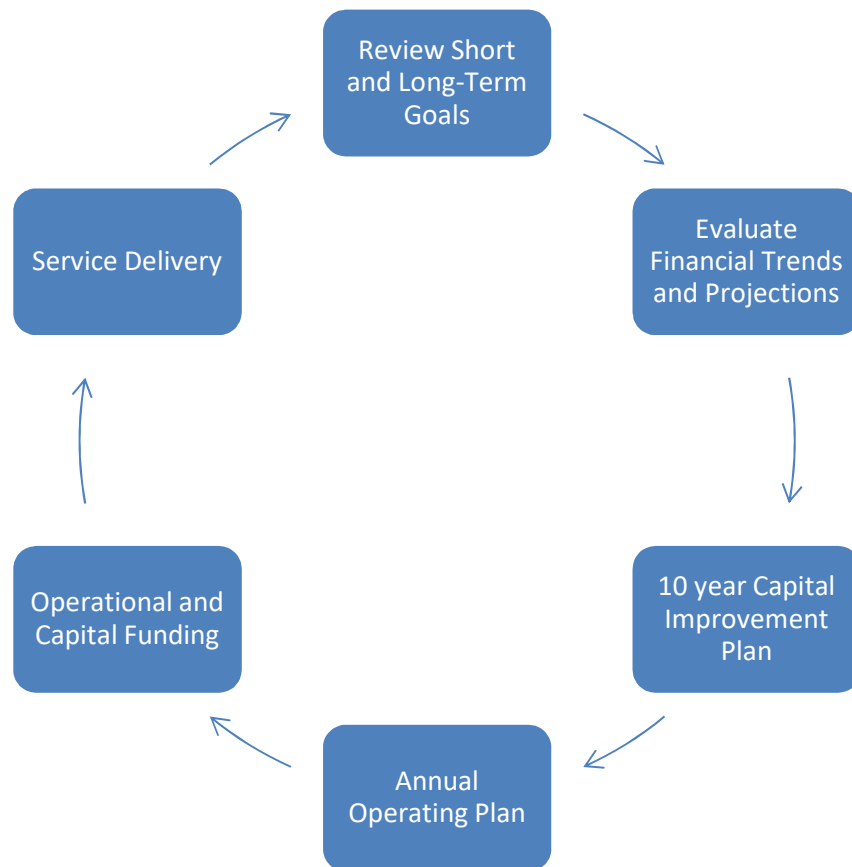 Review Short
and Long-Term
Goals
Evaluate
Financial Trends
and Projections
10 year Capital
Improvement
Plan
Annual
Operating Plan
Operational and
Capital Funding
Service Delivery